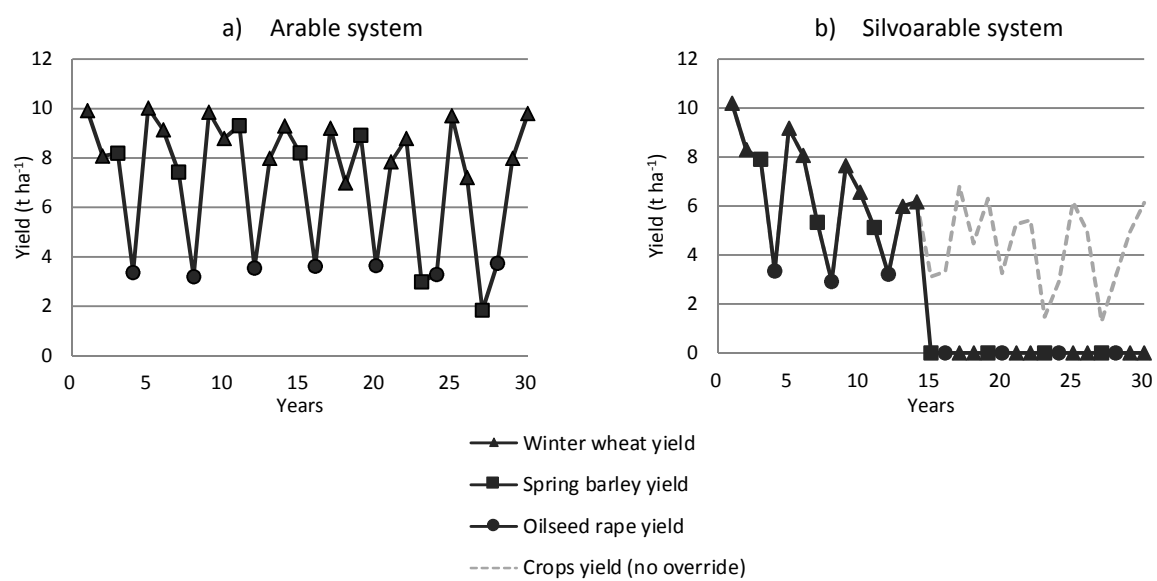 a) Arable system
Yield (t ha⁻¹)
12
10
8
6
4
2
0
0 5 10 15 20 25 30
Years
b) Silvoarable system
Yield (t ha⁻¹)
12
10
8
6
4
2
0
0 5 10 15 20 25 30
Years
Winter wheat yield
Spring barley yield
Oilseed rape yield
Crops yield (no override)